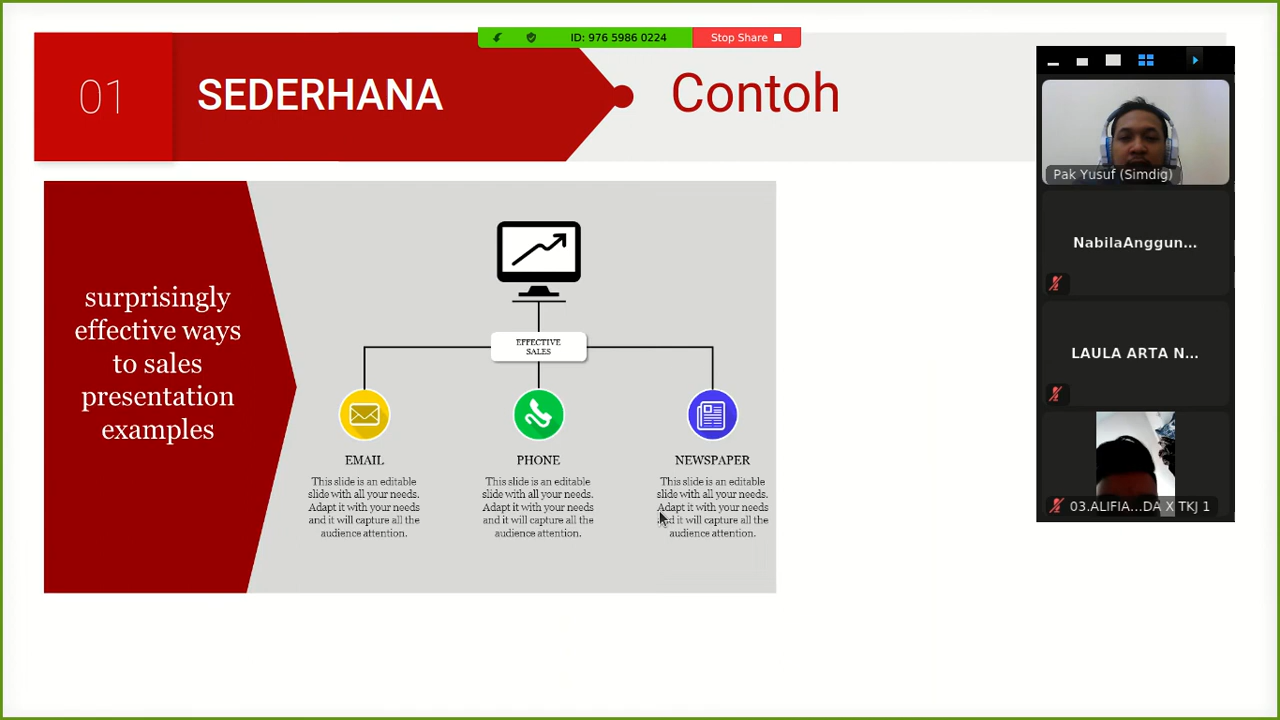 ID: 976 5986 0224
Stop Share
01
SEDERHANA
Contoh
surprisingly
effective ways
to sales
presentation
examples
EFFECTIVE
SALES
EMAIL
This slide is an editable
slide with all your needs.
Adapt it with your needs
and it will capture all the
audience attention.
PHONE
This slide is an editable
slide with all your needs.
Adapt it with your needs
and it will capture all the
audience attention.
NEWSPAPER
This slide is an editable
slide with all your needs.
Adapt it with your needs
and it will capture all the
audience attention.
Pak Yusuf (Simdig)
NabilaAnggun...
LAULA ARTA N...
03.ALIFIA...DA X TKJ 1